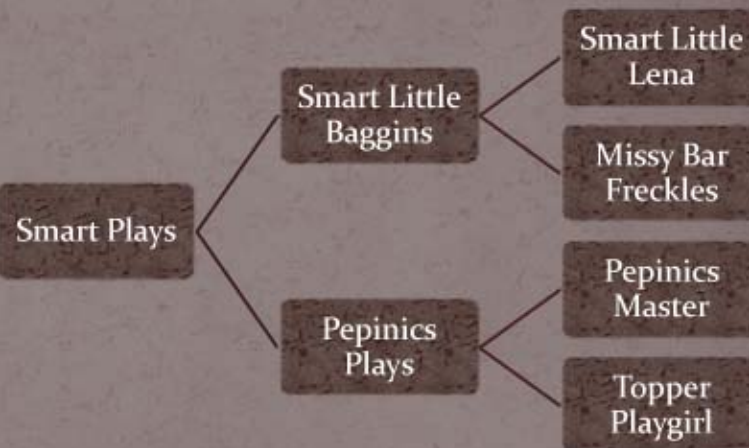 Smart Plays
Smart Little
Baggins
Pepinics
Plays
Smart Little
Lena
Missy Bar
Freckles
Pepinics
Master
Topper
Playgirl